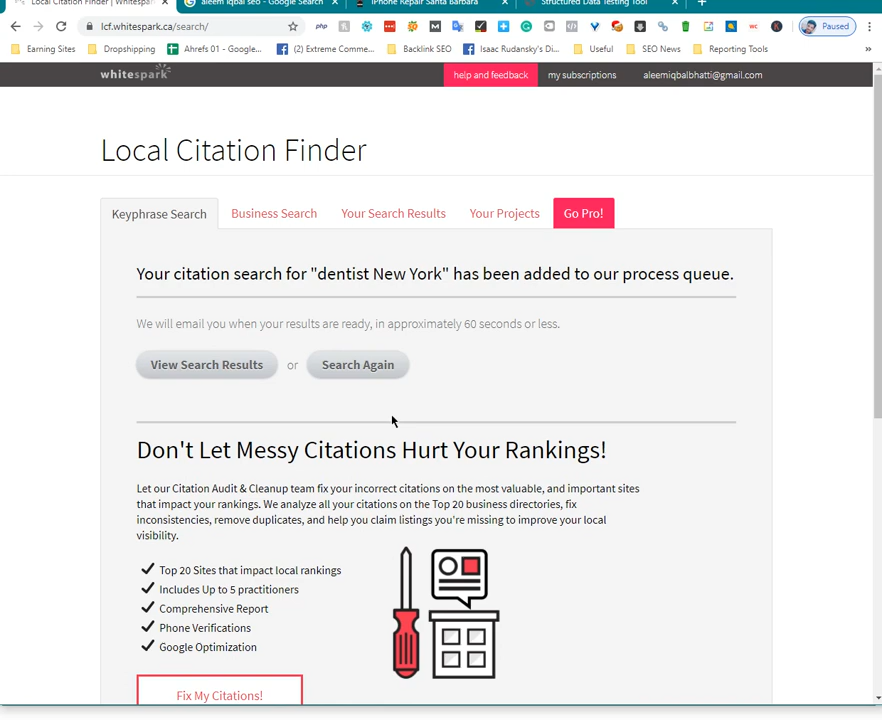 Local Citation Finder | Whitespark
aleem iqbal seo - Google Search
iPhone Repair Santa Barbara
Structured Data Testing Tool
lcf.whitespark.ca/search/
php
Paused
Earning Sites
Dropshipping
Ahrefs 01 - Google...
(2) Extreme Comme...
Backlink SEO
Isaac Rudansky's Di...
Useful
SEO News
Reporting Tools
whitespark
help and feedback
my subscriptions
aleemiqbalbhatti@gmail.com
Local Citation Finder
Keyphrase Search
Business Search
Your Search Results
Your Projects
Go Pro!
Your citation search for "dentist New York" has been added to our process queue.
We will email you when your results are ready, in approximately 60 seconds or less.
View Search Results or Search Again
Don't Let Messy Citations Hurt Your Rankings!
Let our Citation Audit & Cleanup team fix your incorrect citations on the most valuable, and important sites
that impact your rankings. We analyze all your citations on the Top 20 business directories, fix
inconsistencies, remove duplicates, and help you claim listings you're missing to improve your local
visibility.
Top 20 Sites that impact local rankings
Includes Up to 5 practitioners
Comprehensive Report
Phone Verifications
Google Optimization
Fix My Citations!